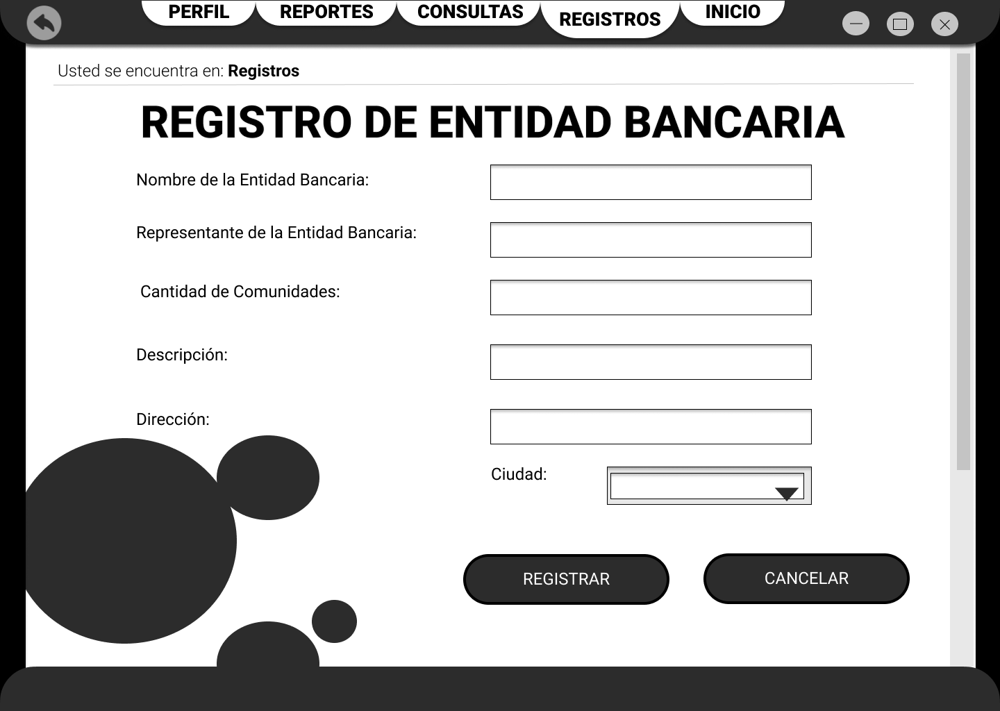 PERFIL
REPORTES
CONSULTAS
REGISTROS
INICIO
Usted se encuentra en: Registros
REGISTRO DE ENTIDAD BANCARIA
Nombre de la Entidad Bancaria:
Representante de la Entidad Bancaria:
Cantidad de Comunidades:
Descripción:
Dirección:
Ciudad:
REGISTRAR
CANCELAR